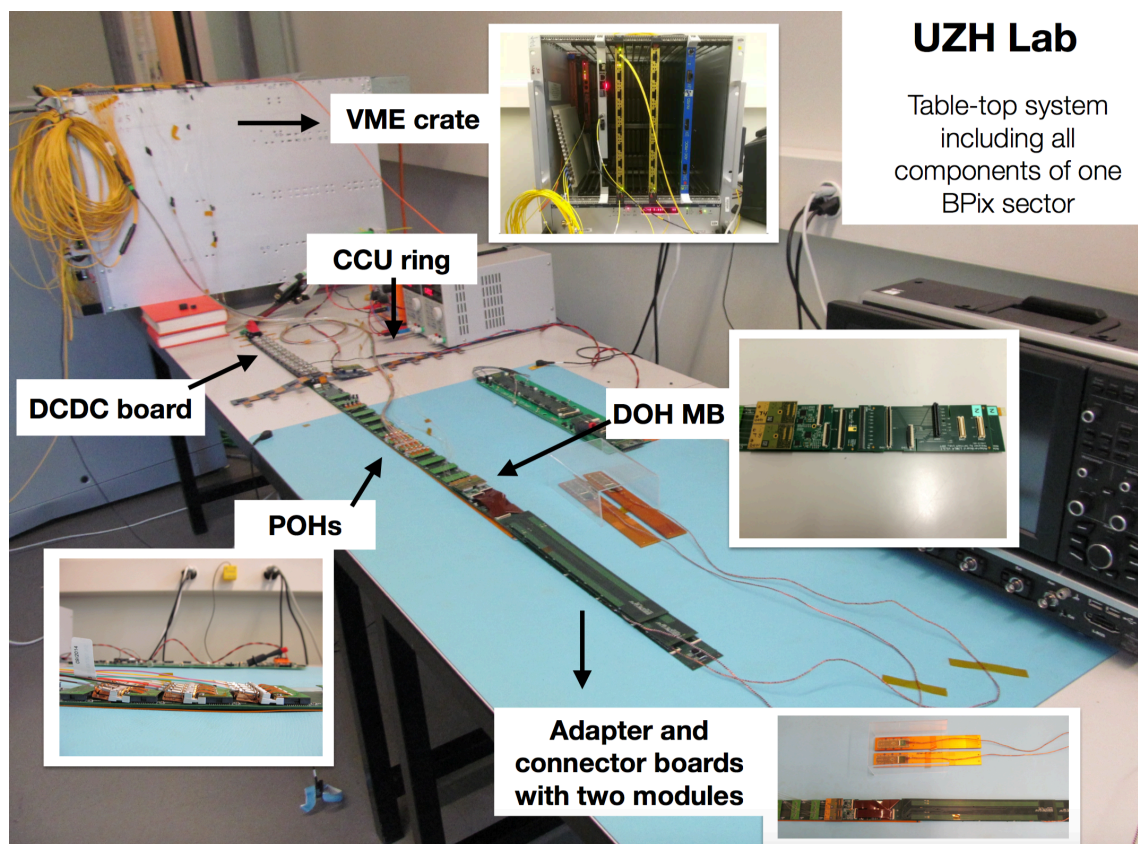 UZH Lab
Table-top system
including all
components of one
BPix sector
VME crate
CCU ring
DCDC board
DOH MB
POHs
Adapter and
connector boards
with two modules